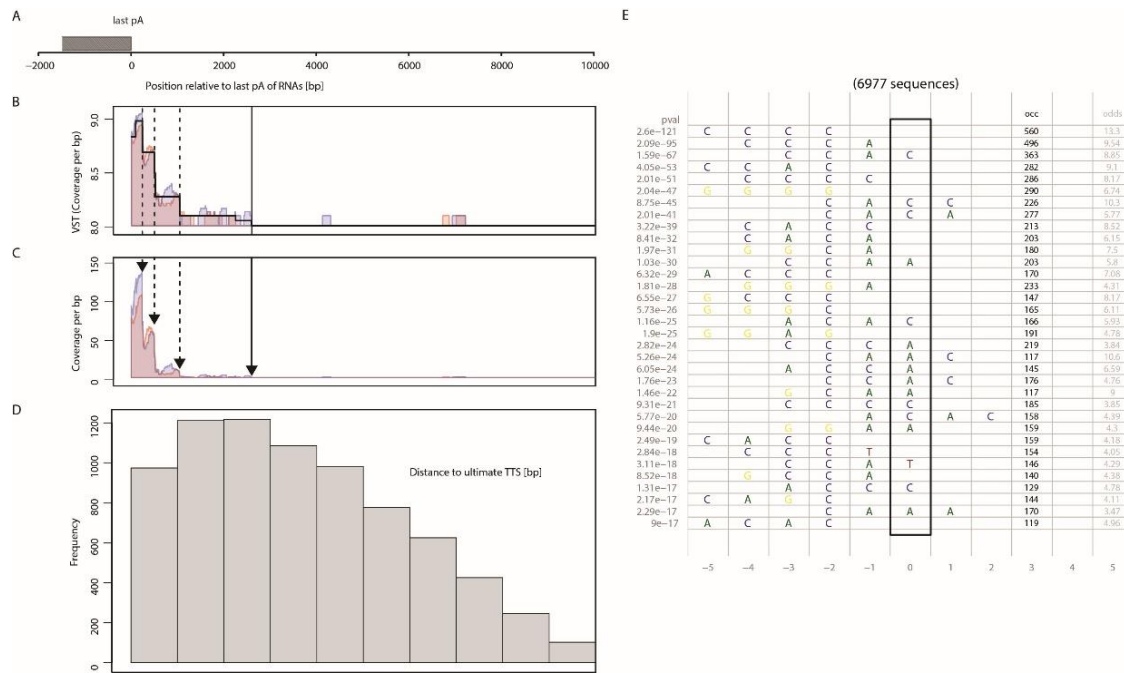 A
last pA
−2000 0 2000 4000 6000 8000 10000
Position relative to last pA of RNAs [bp]
B
VST (Coverage per bp)
9.0
8.5
8.0
C
Coverage per bp
150
100
50
0
D
Frequency
1200
1000
800
600
400
200
0
Distance to ultimate TTS [bp]
E
(6977 sequences)
pval occ odds
2.6e−121 C C C C 560 13.3
2.09e−95 C C C A 496 9.54
1.59e−67 C C A C 363 8.85
4.05e−53 C C A C 282 9.1
2.01e−51 C C C C 286 8.17
2.04e−47 G G G G 290 6.74
8.75e−45 C A C C 226 10.3
2.01e−41 C A C A 277 5.77
3.22e−39 C A C C 213 8.52
8.41e−32 C A C A 203 6.15
1.97e−31 G G C A 180 7.5
1.03e−30 C C A A 203 5.8
6.32e−29 A C C C 170 7.08
1.81e−28 G G G A 233 4.31
6.55e−27 G C C C 147 8.17
5.73e−26 G G G C 165 6.11
1.16e−25 A C A C 166 5.93
1.9e−25 G G A G 191 4.78
2.82e−24 C C C A 219 3.84
5.26e−24 C A A C 117 10.6
6.05e−24 A C C A 145 6.59
1.76e−23 C C A C 176 4.76
1.46e−22 G C A A 117 9
9.31e−21 C C C C 185 3.85
5.77e−20 A C A C 158 4.39
9.44e−20 G G A A 159 4.3
2.49e−19 C A C C 159 4.18
2.84e−18 C C C T 154 4.05
3.11e−18 C C A T 146 4.29
8.52e−18 G C C A 140 4.38
1.31e−17 A C C C 129 4.78
2.17e−17 C A G C 144 4.11
2.29e−17 C A A A 170 3.47
9e−17 A C A C 119 4.96
−5 −4 −3 −2 −1 0 1 2 3 4 5